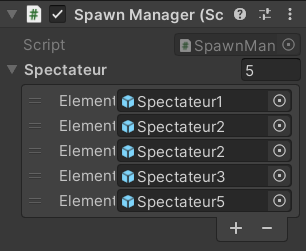 Spawn Manager (Sc
Script SpawnMan
Spectateur 5
Element Spectateur1
Element Spectateur2
Element Spectateur2
Element Spectateur3
Element Spectateur5
+ −